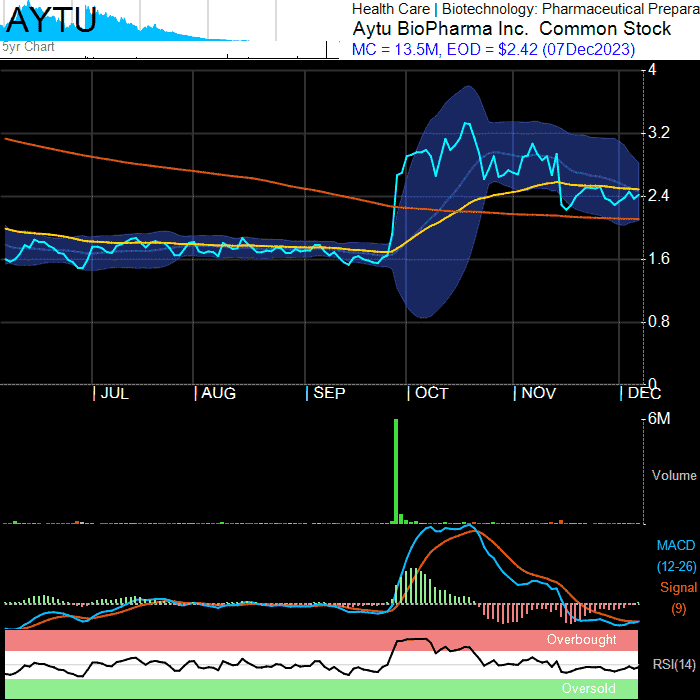 AYTU
5yr Chart
Health Care | Biotechnology: Pharmaceutical Prepara
Aytu BioPharma Inc. Common Stock
MC = 13.5M, EOD = $2.42 (07Dec2023)
4
3.2
2.4
1.6
0.8
0
| JUL | AUG | SEP | OCT | NOV | DEC
6M
Volume
MACD
(12-26)
Signal
(9)
Overbought
RSI(14)
Oversold